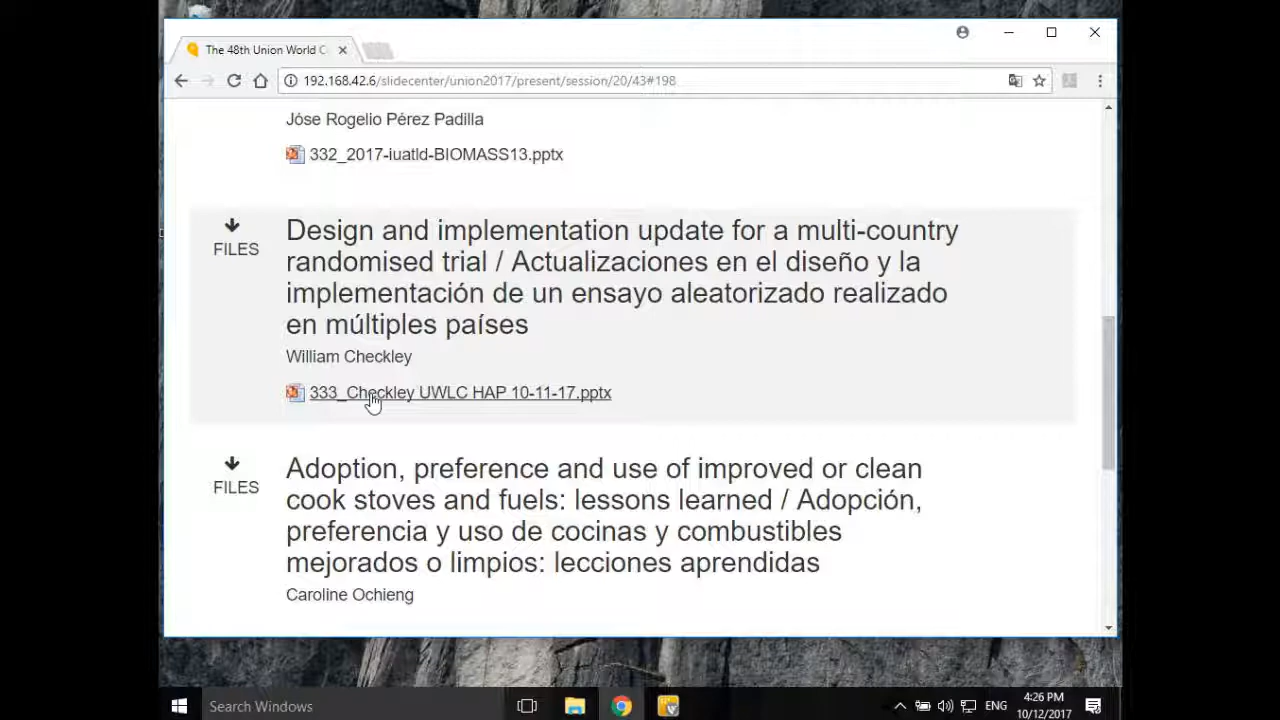 The 48th Union World C
192.168.42.6/slidecenter/union2017/present/session/20/43#198
Jóse Rogelio Pérez Padilla
332_2017-iuatld-BIOMASS13.pptx
FILES
Design and implementation update for a multi-country
randomised trial / Actualizaciones en el diseño y la
implementación de un ensayo aleatorizado realizado
en múltiples países
William Checkley
333_Checkley UWLC HAP 10-11-17.pptx
FILES
Adoption, preference and use of improved or clean
cook stoves and fuels: lessons learned / Adopción,
preferencia y uso de cocinas y combustibles
mejorados o limpios: lecciones aprendidas
Caroline Ochieng
Search Windows
ENG
4:26 PM
10/12/2017